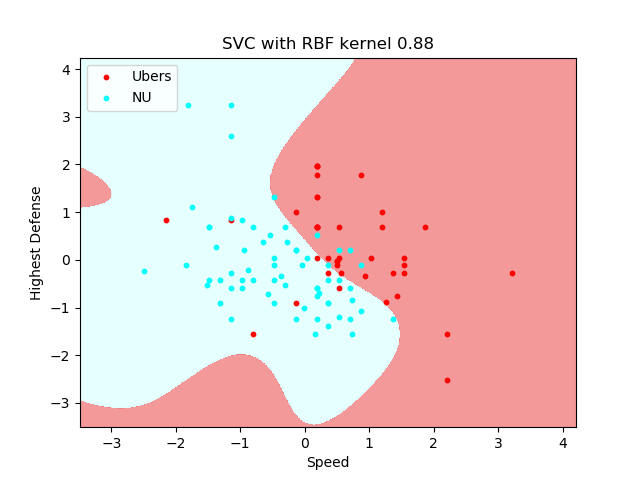 SVC with RBF kernel 0.88
Ubers
NU
4
3
2
1
0
−1
−2
−3
Highest Defense
−3 −2 −1 0 1 2 3 4
Speed